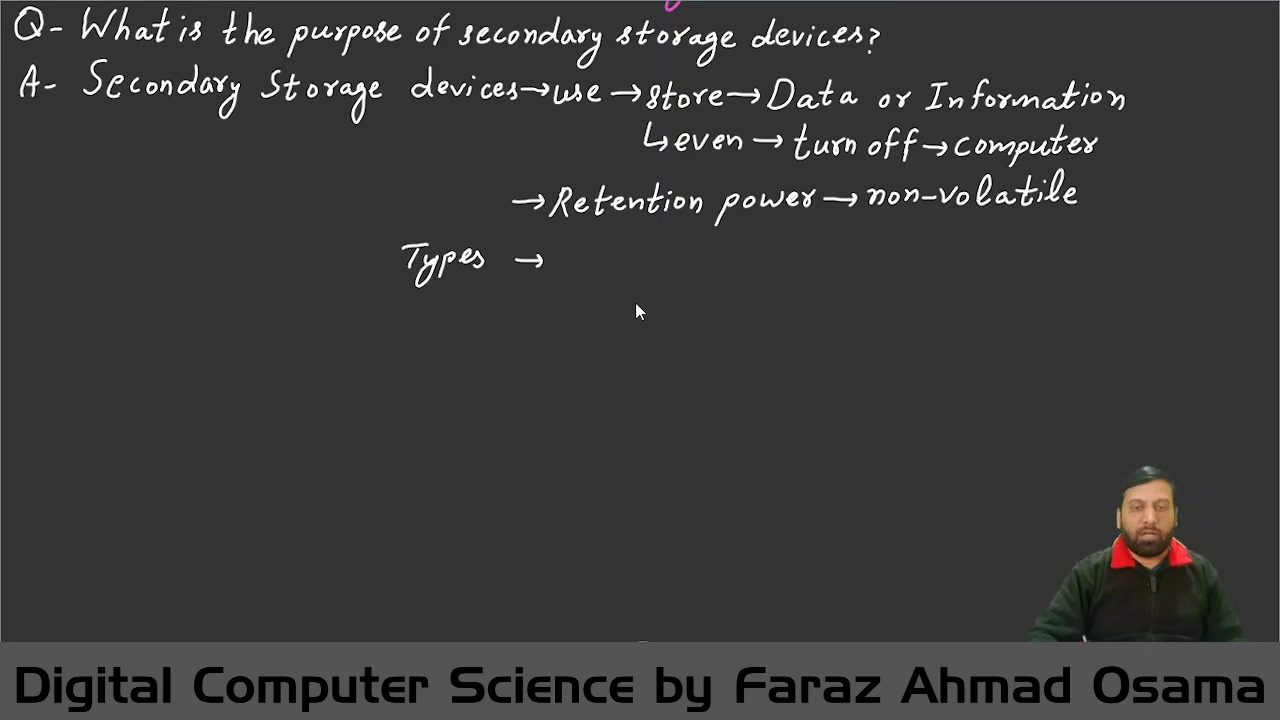 Q- What is the purpose of secondary storage devices?
A- Secondary Storage devices→use→store→Data or Information
↳even→turn off→computer
→Retention power→non-volatile
Types →
Digital Computer Science by Faraz Ahmad Osama